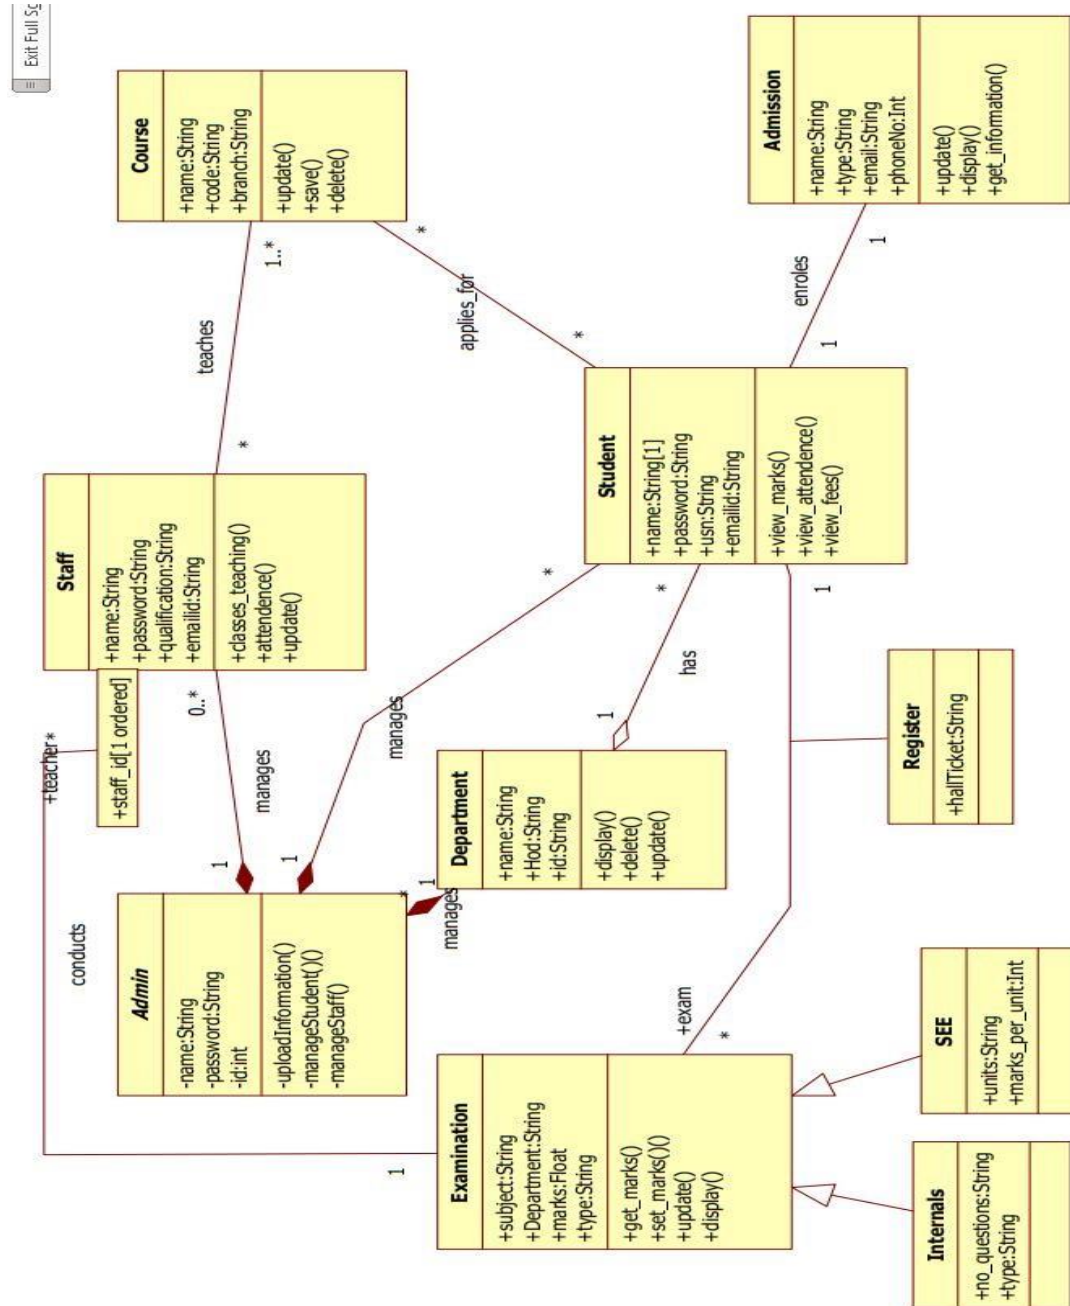 Exit Full Sc
Course
+name:String
+code:String
+branch:String
+update()
+save()
+delete()
Admission
+name:String
+type:String
+email:String
+phoneNo:Int
+update()
+display()
+get_information()
1..*
*
teaches
applies_for
enroles
1
*
*
1
Staff
+name:String
+password:String
+qualification:String
+emailid:String
+classes_teaching()
+attendence()
+update()
+staff_id[1 ordered]
Student
+name:String[1]
+password:String
+usn:String
+emailid:String
+view_marks()
+view_attendence()
+view_fees()
+teacher*
0..*
*
*
1
manages
manages
has
1
1
1
Department
+name:String
+Hod:String
+id:String
+display()
+delete()
+update()
Register
+hallTicket:String
*
1
manages
conducts
Admin
-name:String
-password:String
-id:int
-uploadInformation()
-manageStudent()()
-manageStaff()
+exam
*
1
Examination
+subject:String
+Department:String
+marks:Float
+type:String
+get_marks()
+set_marks()()
+update()
+display()
SEE
+units:String
+marks_per_unit:Int
Internals
+no_questions:String
+type:String